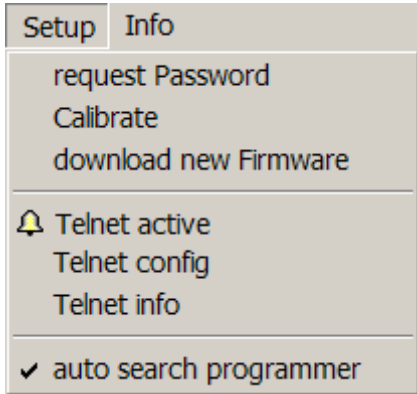 Setup Info
request Password
Calibrate
download new Firmware
Telnet active
Telnet config
Telnet info
auto search programmer